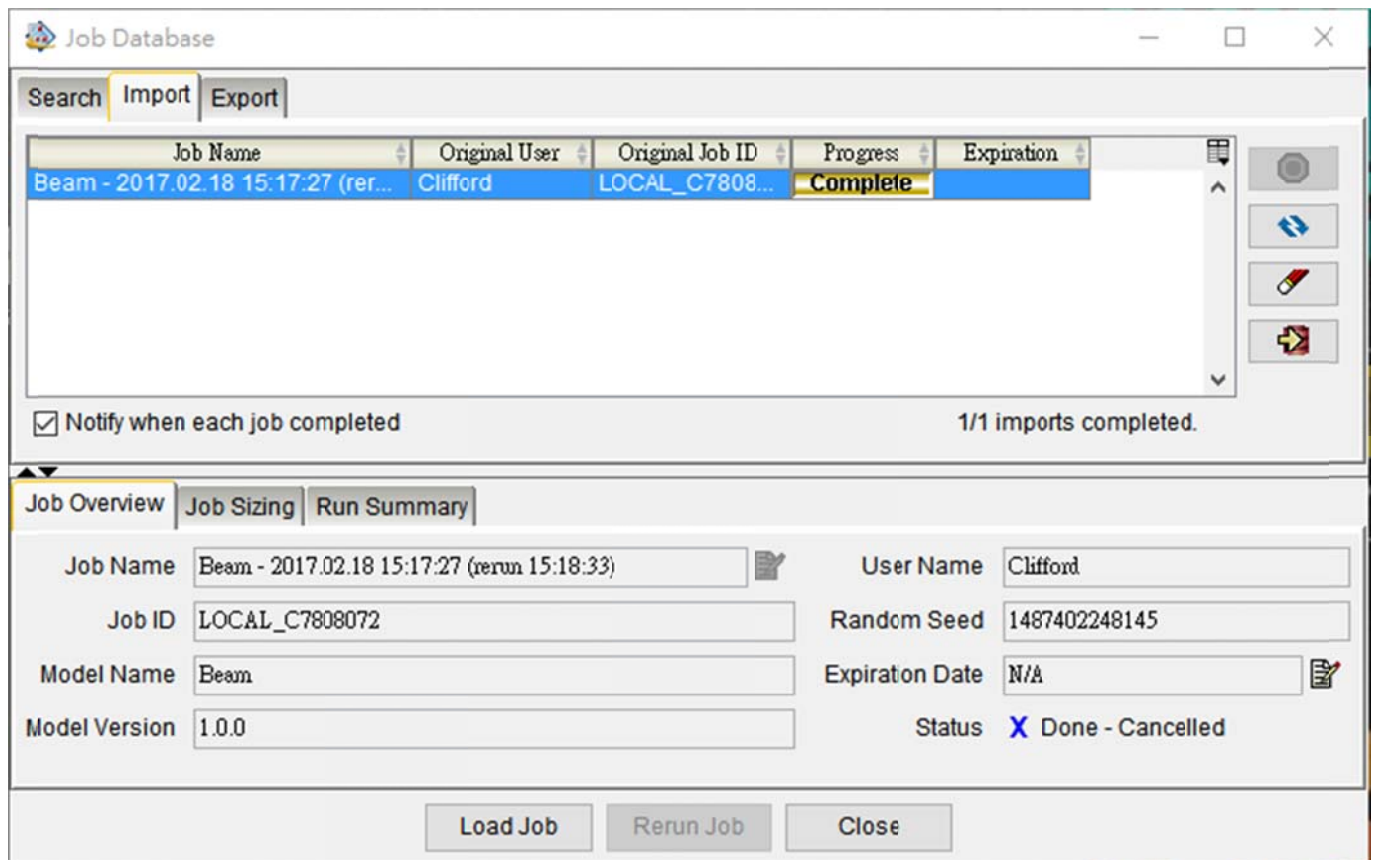 Job Database
Search Import Export
Job Name Original User Original Job ID Progress Expiration
Beam - 2017.02.18 15:17:27 (rer... Clifford LOCAL_C7808... Complete
Notify when each job completed 1/1 imports completed.
Job Overview Job Sizing Run Summary
Job Name Beam - 2017.02.18 15:17:27 (rerun 15:18:33) User Name Clifford
Job ID LOCAL_C7808072 Random Seed 1487402248145
Model Name Beam Expiration Date N/A
Model Version 1.0.0 Status X Done - Cancelled
Load Job Rerun Job Close